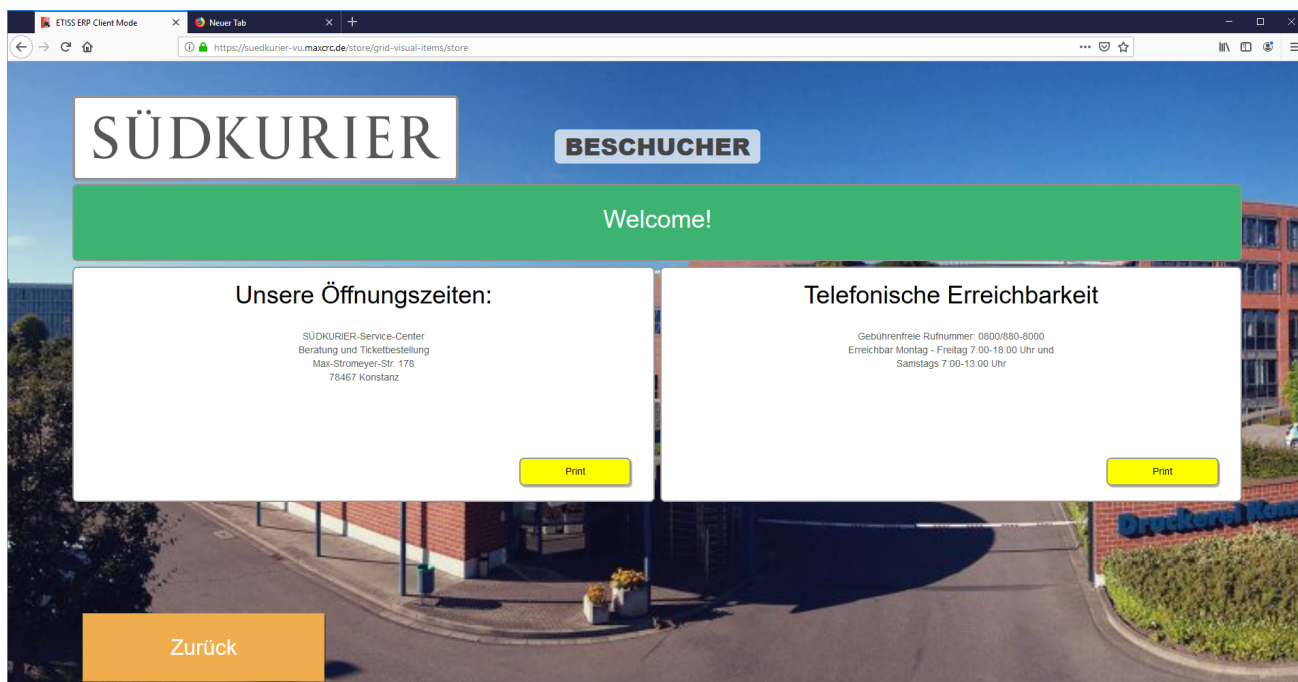 ETISS ERP Client Mode
Neuer Tab
https://suedkurier-vu.maxcrc.de/store/grid-visual-items/store
SÜDKURIER
BESCHUCHER
Welcome!
Unsere Öffnungszeiten:
SÜDKURIER-Service-Center
Beratung und Ticketbestellung
Max-Stromeyer-Str. 178
78467 Konstanz
Print
Telefonische Erreichbarkeit
Gebührenfreie Rufnummer: 0800/880-8000
Erreichbar Montag - Freitag 7:00-18:00 Uhr und
Samstags 7:00-13:00 Uhr
Print
Druckerei Kons
Zurück